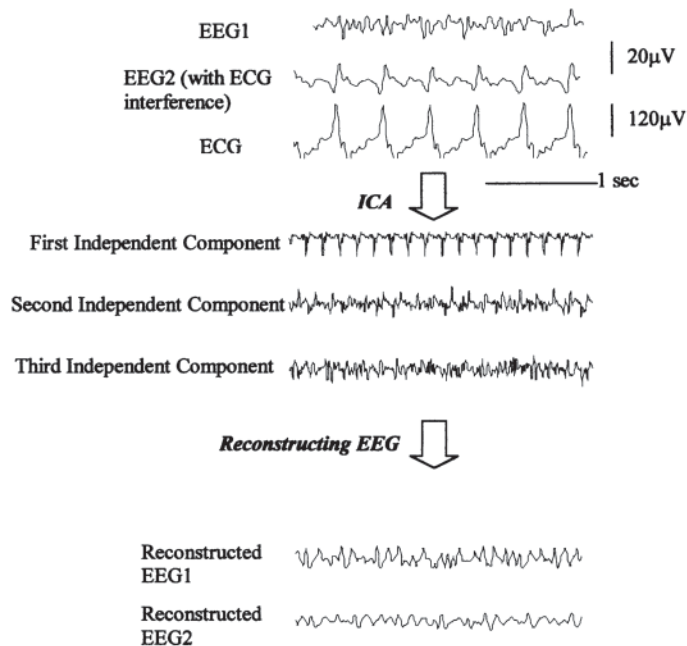 EEG1
20μV
EEG2 (with ECG
interference)
120μV
ECG
1 sec
ICA
First Independent Component
Second Independent Component
Third Independent Component
Reconstructing EEG
Reconstructed
EEG1
Reconstructed
EEG2